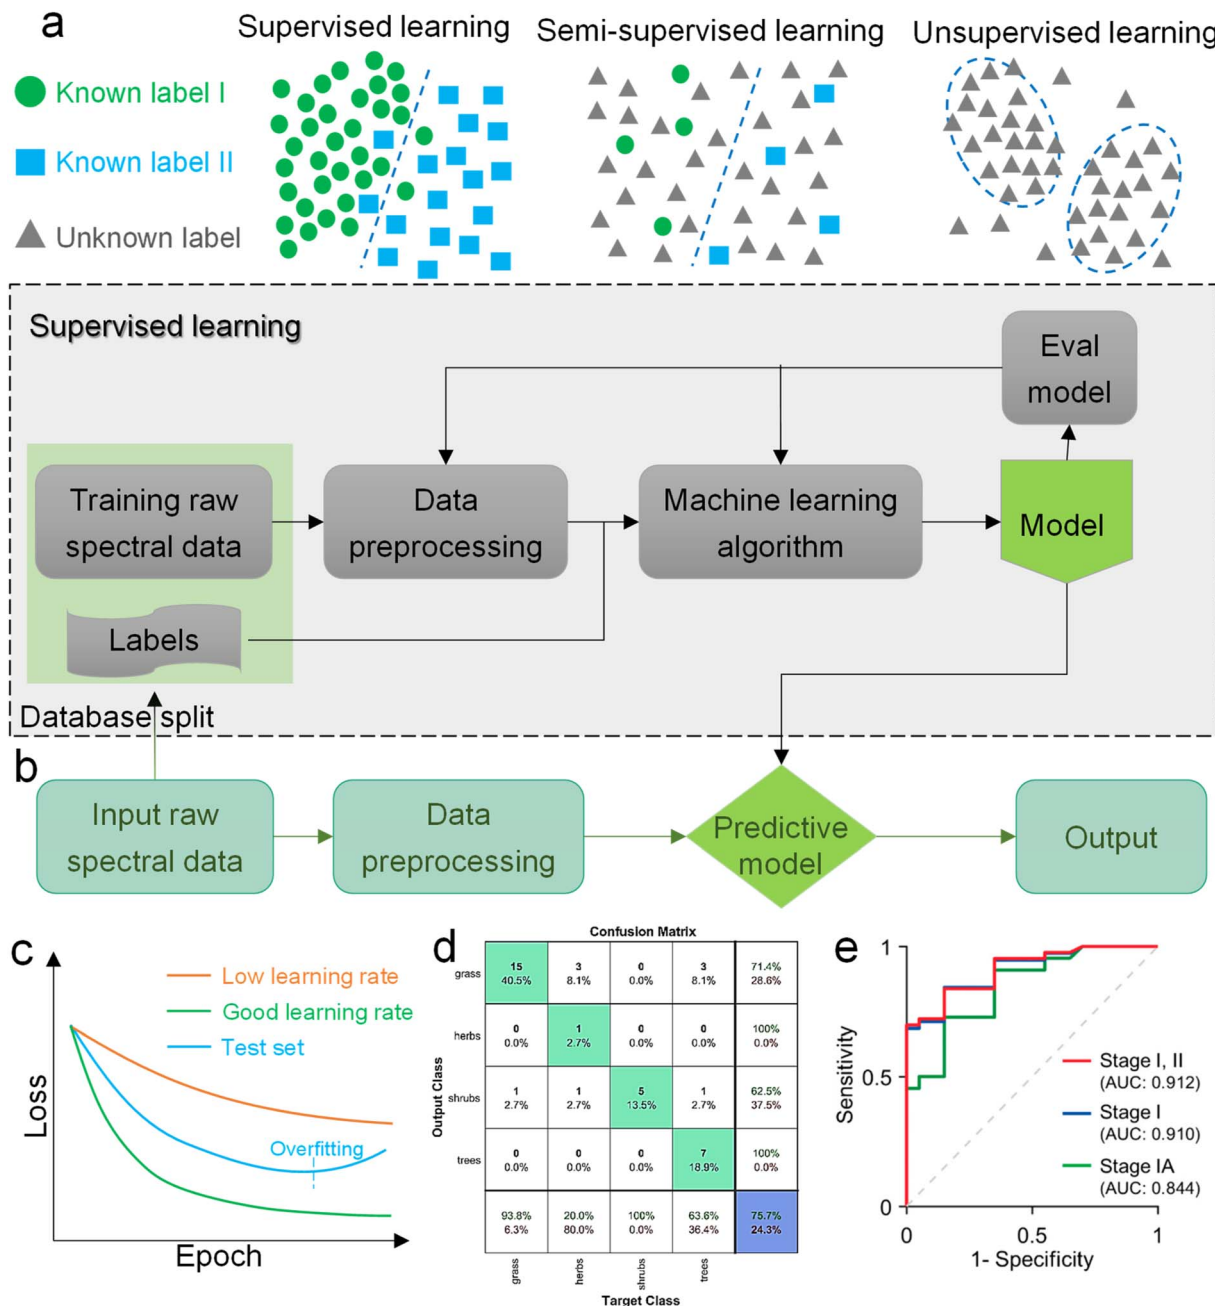 a
Supervised learning
Semi-supervised learning
Unsupervised learning
Known label I
Known label II
Unknown label
Supervised learning
Eval
model
Training raw
spectral data
Data
preprocessing
Machine learning
algorithm
Model
Labels
Database split
b
Input raw
spectral data
Data
preprocessing
Predictive
model
Output
c
Low learning rate
Good learning rate
Test set
Overfitting
Loss
Epoch
d
Confusion Matrix
grass 15 3 0 3 71.4%
40.5% 8.1% 0.0% 8.1% 28.6%
herbs 0 1 0 0 100%
0.0% 2.7% 0.0% 0.0% 0.0%
shrubs 1 1 5 1 62.5%
2.7% 2.7% 13.5% 2.7% 37.5%
trees 0 0 0 7 100%
0.0% 0.0% 0.0% 18.9% 0.0%
93.8% 20.0% 100% 63.6% 75.7%
6.3% 80.0% 0.0% 36.4% 24.3%
grass herbs shrubs trees
Output Class
Target Class
e
1
0.5
0
Sensitivity
Stage I, II
(AUC: 0.912)
Stage I
(AUC: 0.910)
Stage IA
(AUC: 0.844)
0 0.5 1
1- Specificity